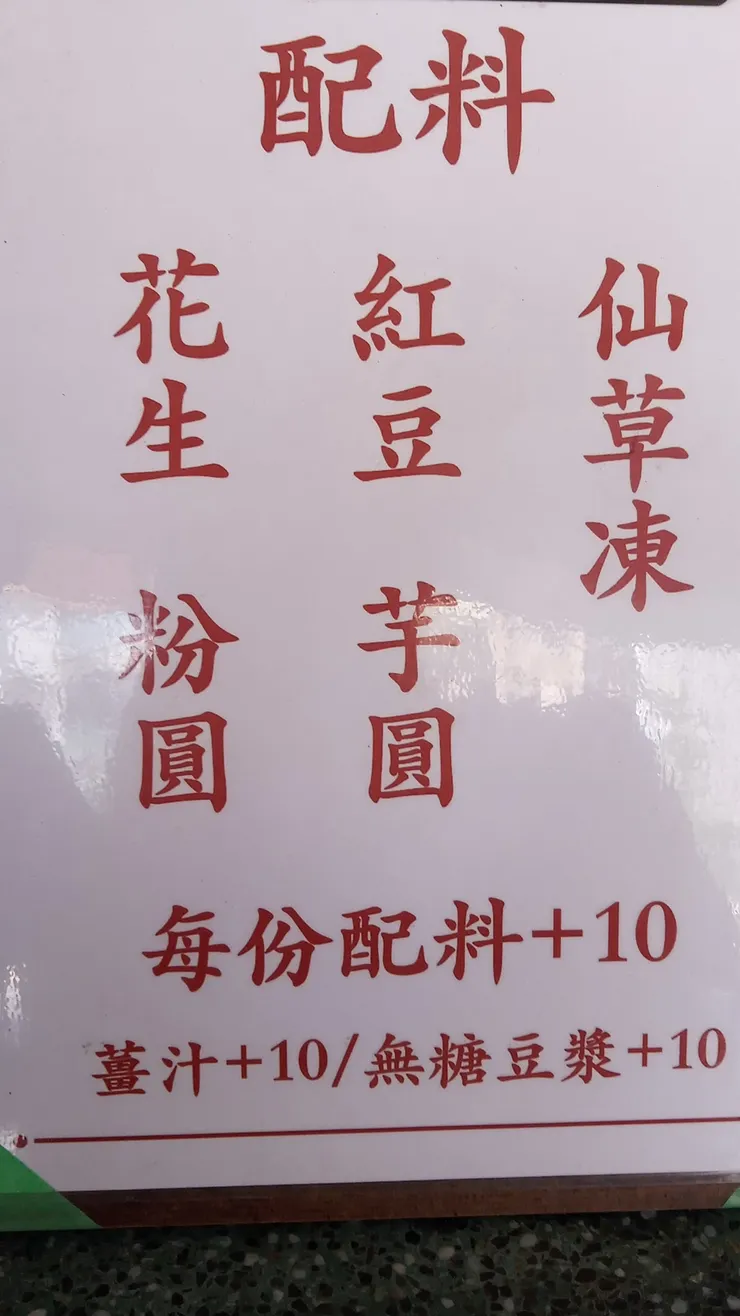 配料
仙草凍
紅豆 芋圓
花生 粉圓
每份配料+10
薑汁+10/無糖豆漿+10